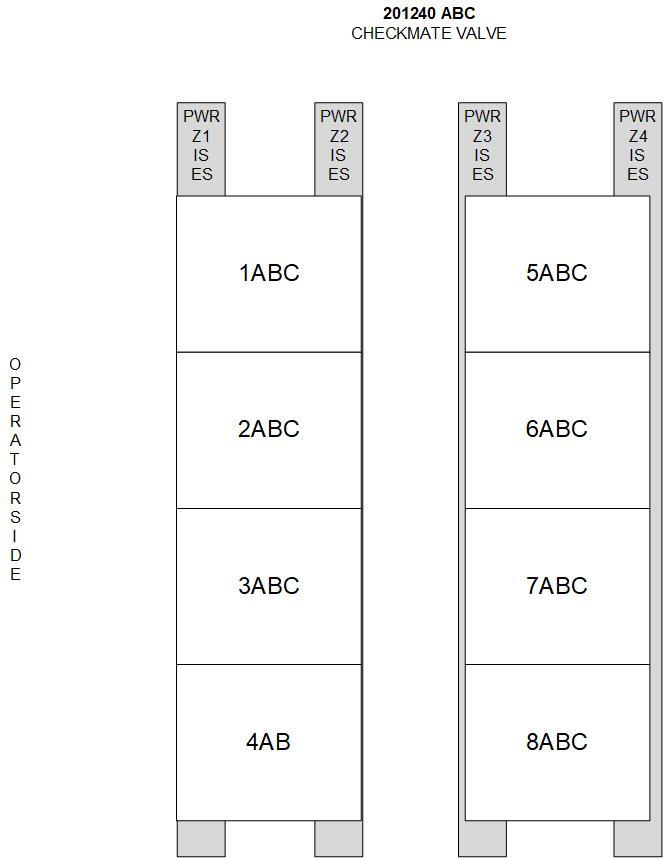 201240 ABC
CHECKMATE VALVE
PWR
Z1
IS
ES
PWR
Z2
IS
ES
PWR
Z3
IS
ES
PWR
Z4
IS
ES
1ABC
5ABC
2ABC
6ABC
3ABC
7ABC
4AB
8ABC
O
P
E
R
A
T
O
R
S
I
D
E